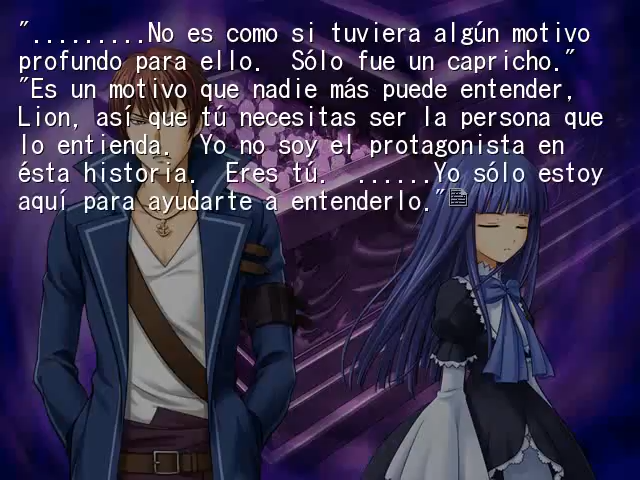 ".........No es como si tuviera algún motivo
profundo para ello.  Sólo fue un capricho."
"Es un motivo que nadie más puede entender,
Lion, así que tú necesitas ser la persona que
lo entienda.  Yo no soy el protagonista en
ésta historia.  Eres tú.  ......Yo sólo estoy
aquí para ayudarte a entenderlo."